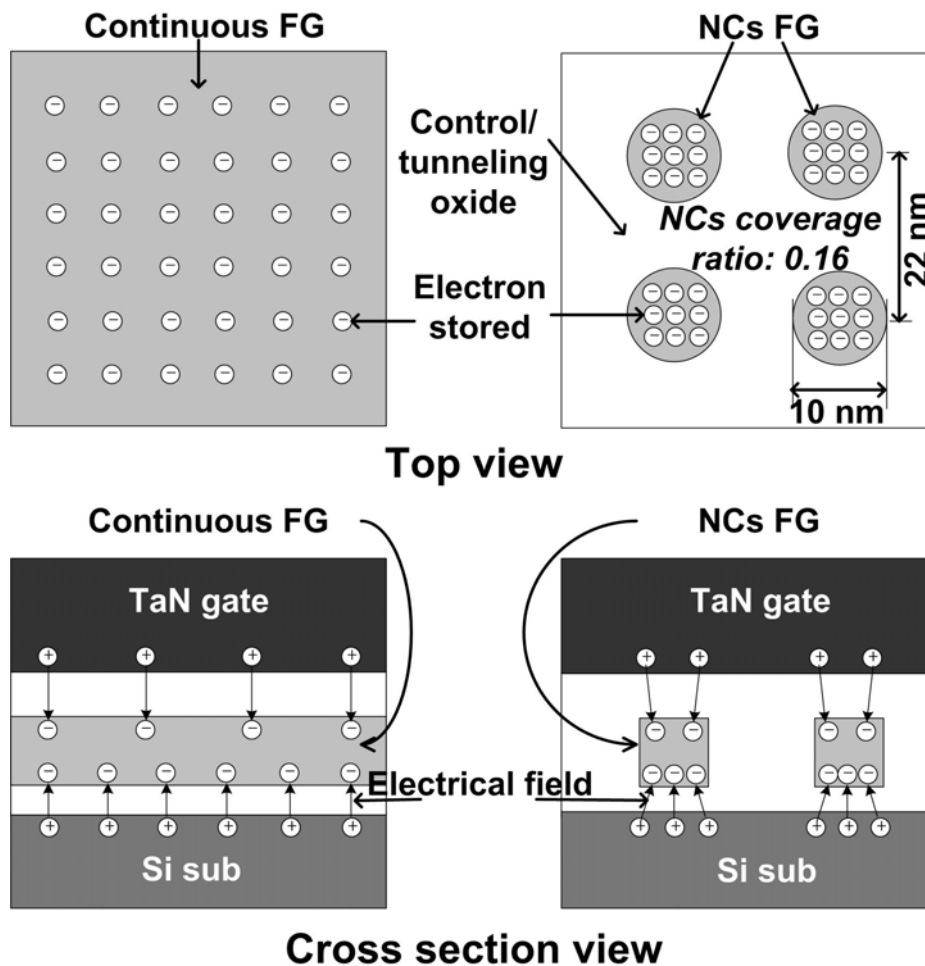 Continuous FG
NCs FG
Control/
tunneling
oxide
NCs coverage
ratio: 0.16
22 nm
Electron
stored
10 nm
Top view
Continuous FG
NCs FG
TaN gate
TaN gate
Electrical field
Si sub
Si sub
Cross section view